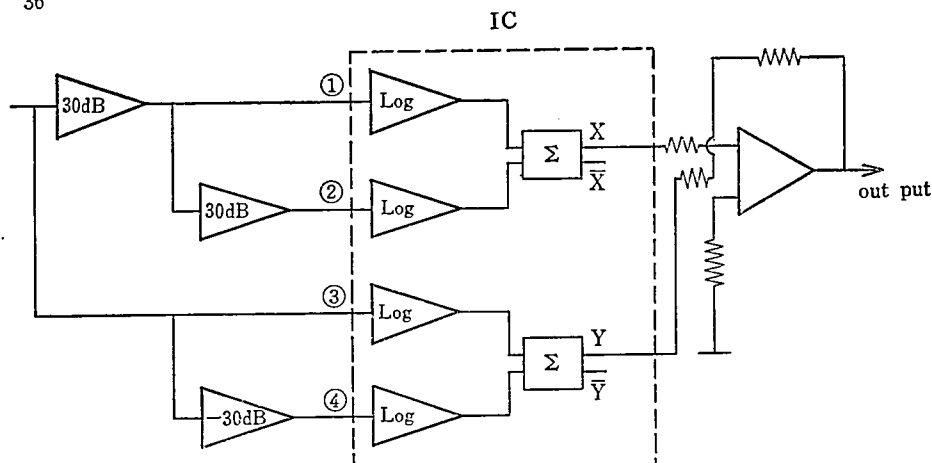 36
IC
30dB
①
Log
X
Σ
X̅
②
30dB
Log
out put
③
Log
Y
Σ
Y̅
④
−30dB
Log